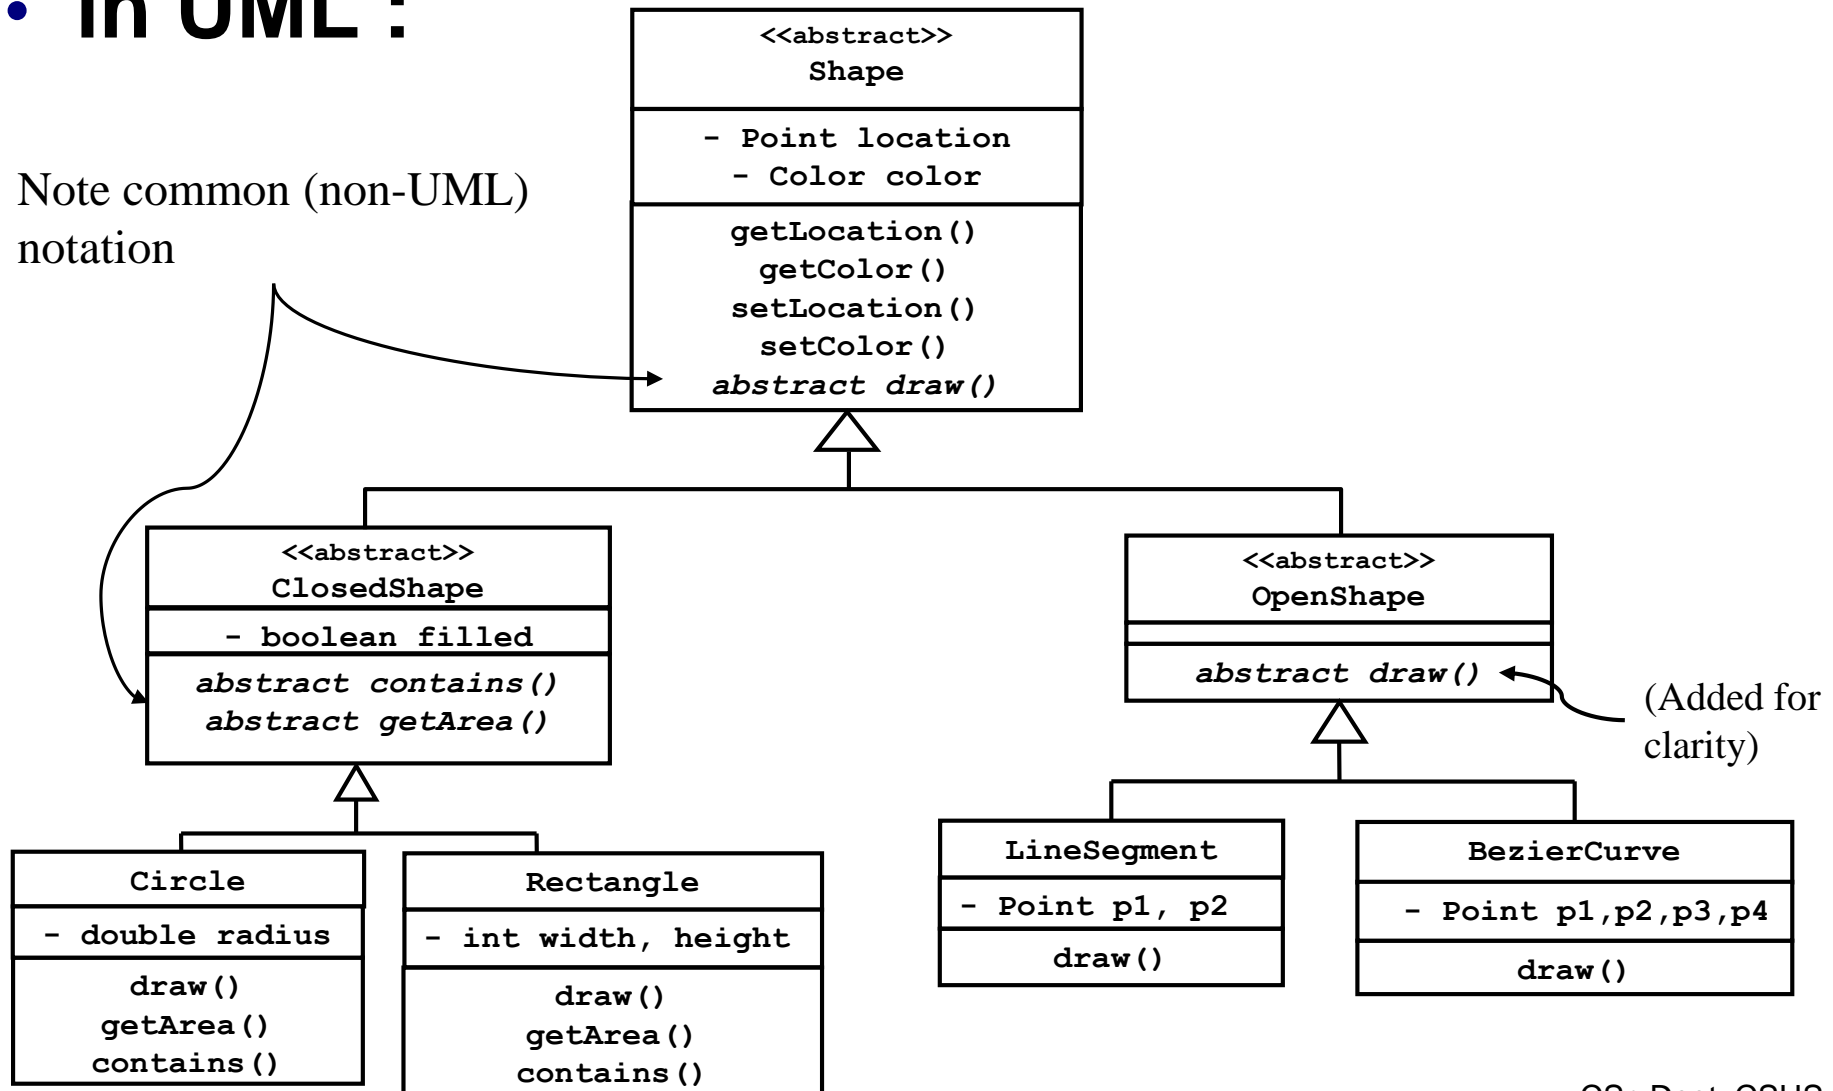 • In UML :
<<abstract>>
Shape
- Point location
- Color color
getLocation()
getColor()
setLocation()
setColor()
abstract draw()
Note common (non-UML)
notation
<<abstract>>
ClosedShape
- boolean filled
abstract contains()
abstract getArea()
<<abstract>>
OpenShape
abstract draw()
(Added for
clarity)
Circle
- double radius
draw()
getArea()
contains()
Rectangle
- int width, height
draw()
getArea()
contains()
LineSegment
- Point p1, p2
draw()
BezierCurve
- Point p1,p2,p3,p4
draw()